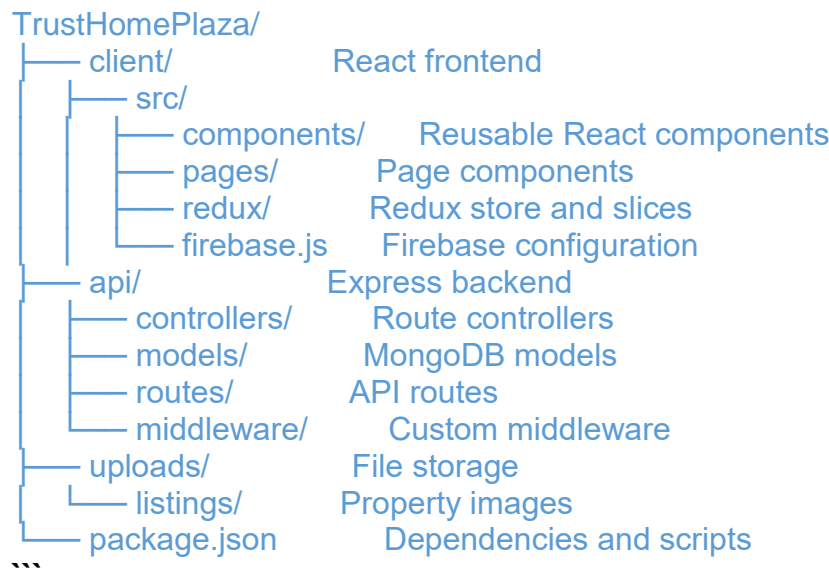 TrustHomePlaza/
├── client/ React frontend
│ ├── src/
│ │ ├── components/ Reusable React components
│ │ ├── pages/ Page components
│ │ ├── redux/ Redux store and slices
│ │ └── firebase.js Firebase configuration
├── api/ Express backend
│ ├── controllers/ Route controllers
│ ├── models/ MongoDB models
│ ├── routes/ API routes
│ └── middleware/ Custom middleware
├── uploads/ File storage
│ └── listings/ Property images
└── package.json Dependencies and scripts
```